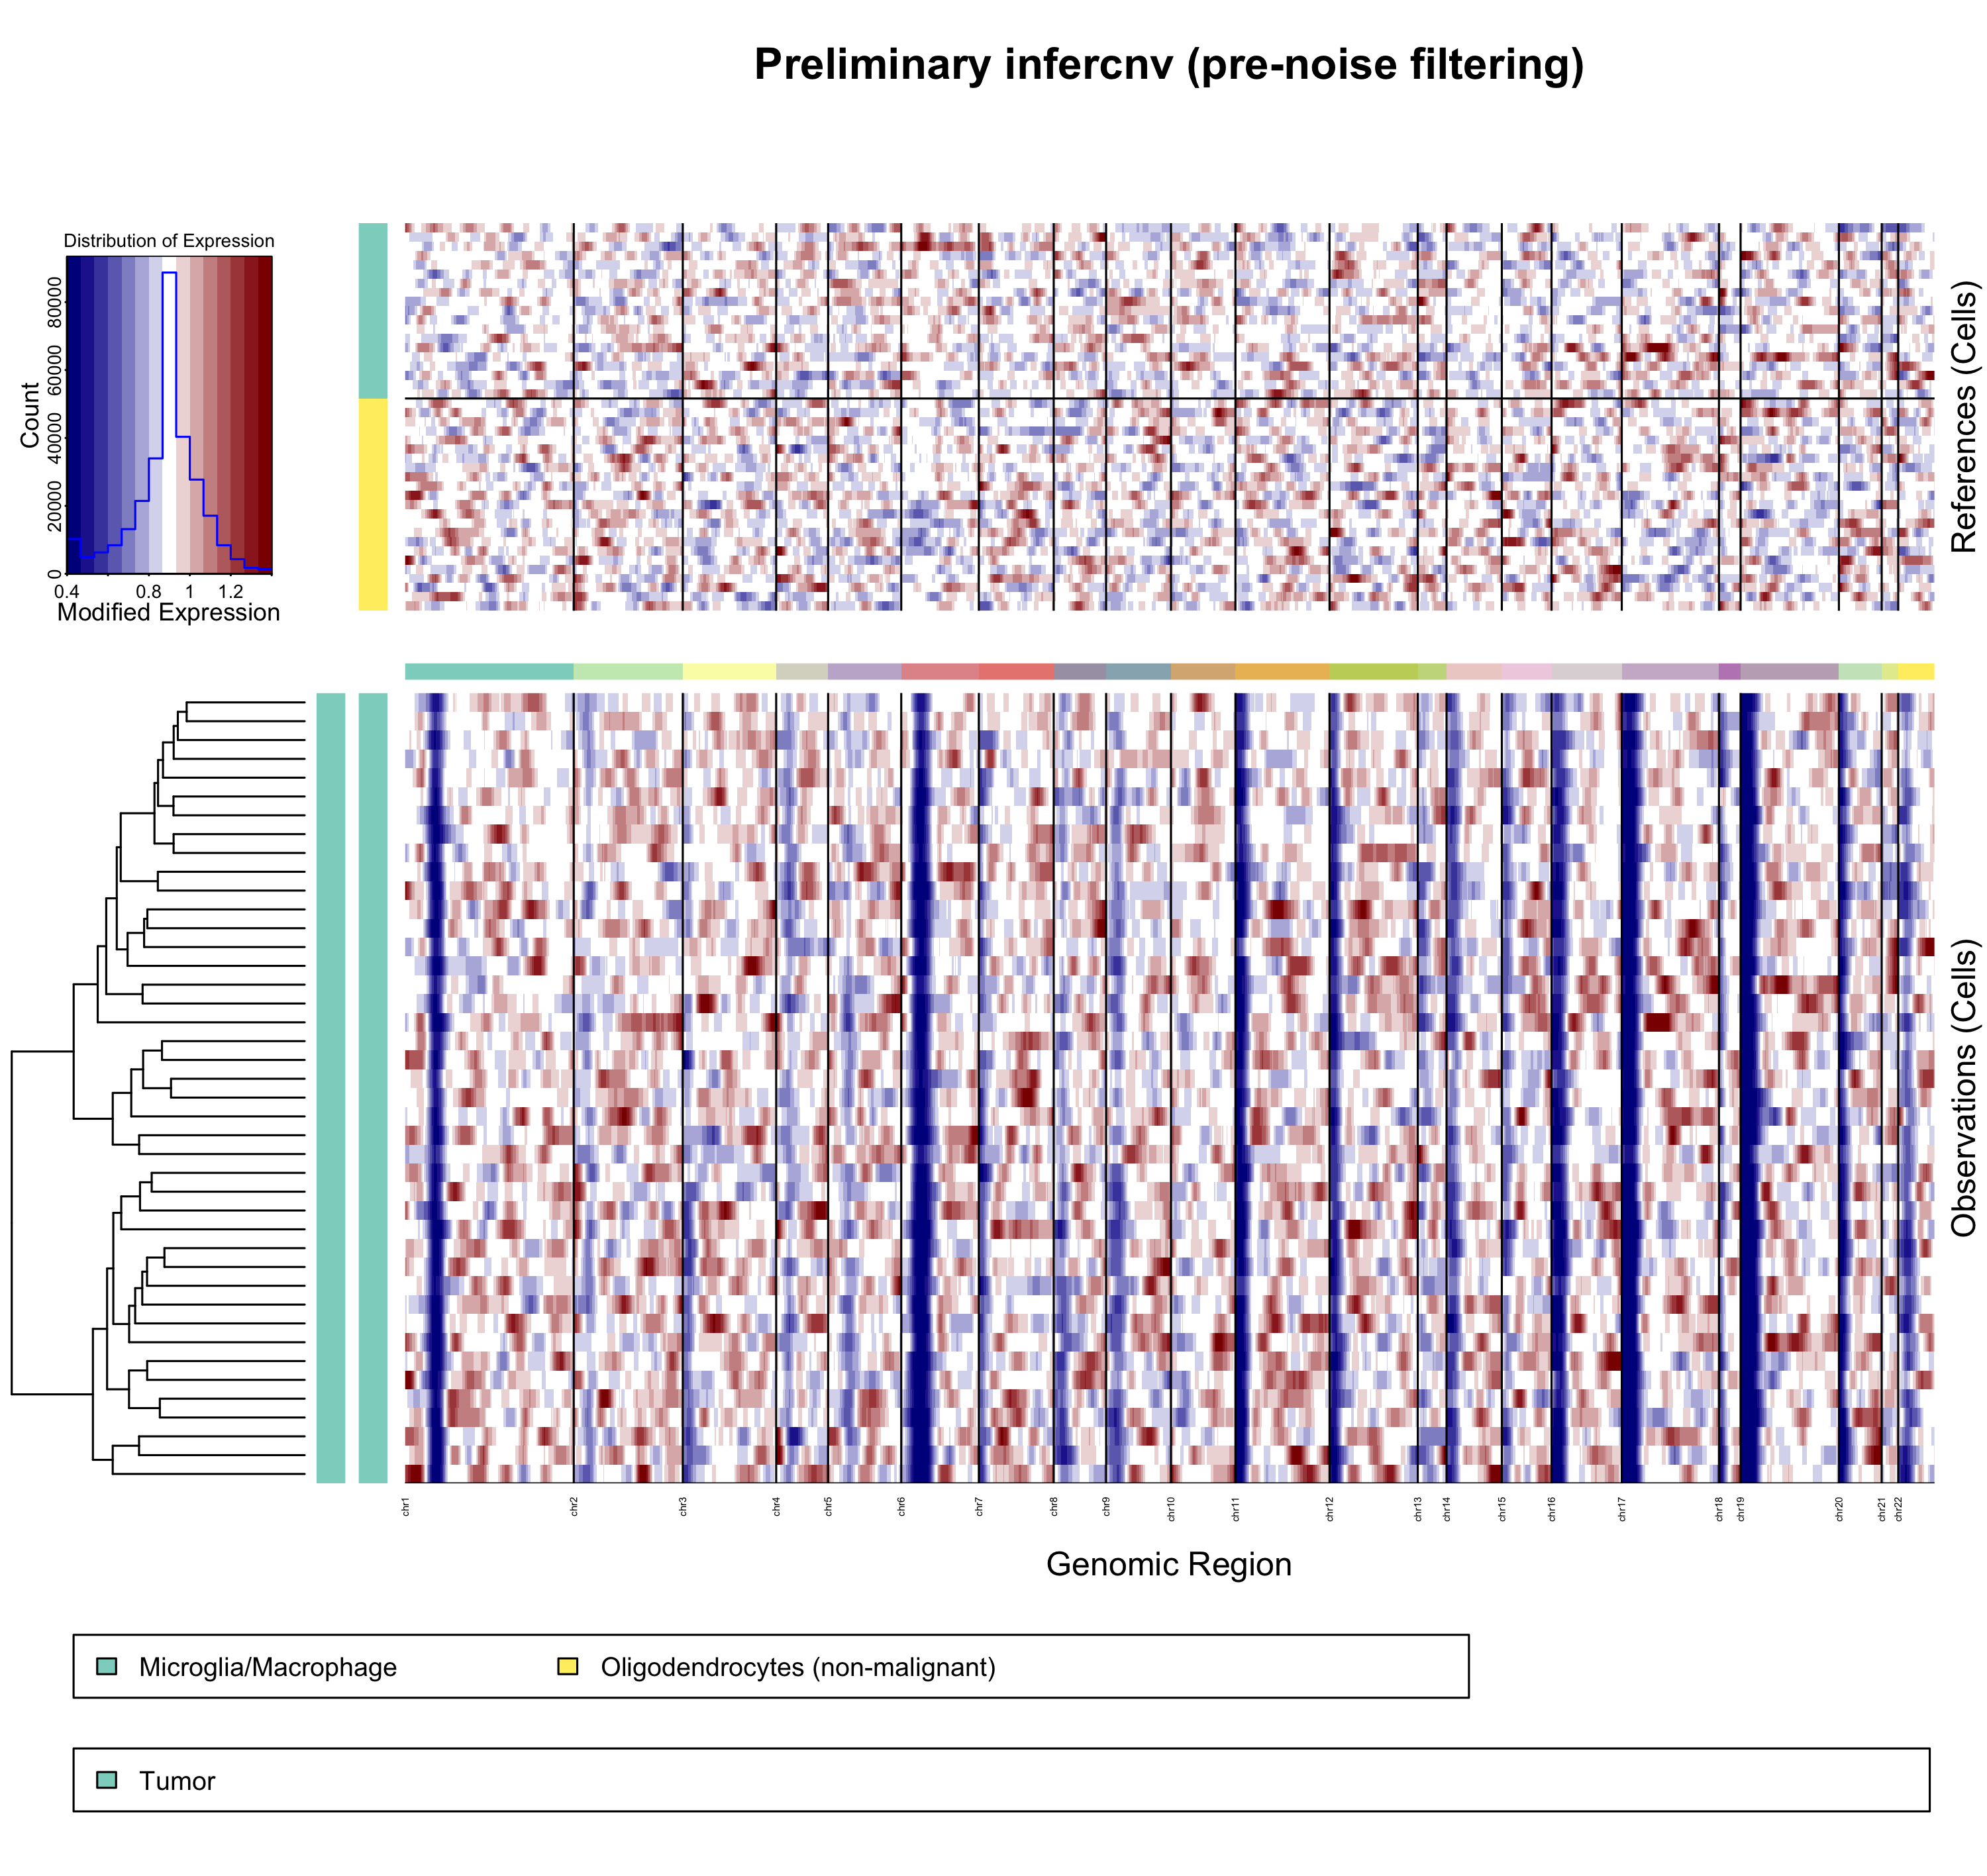 Preliminary infercnv (pre-noise filtering)
Distribution of Expression
Count
0 20000 40000 60000 80000
0.4 0.8 1 1.2
Modified Expression
References (Cells)
Observations (Cells)
chr1 chr2 chr3 chr4 chr5 chr6 chr7 chr8 chr9 chr10 chr11 chr12 chr13 chr14 chr15 chr16 chr17 chr18 chr19 chr20 chr21 chr22
Genomic Region
Microglia/Macrophage Oligodendrocytes (non-malignant)
Tumor